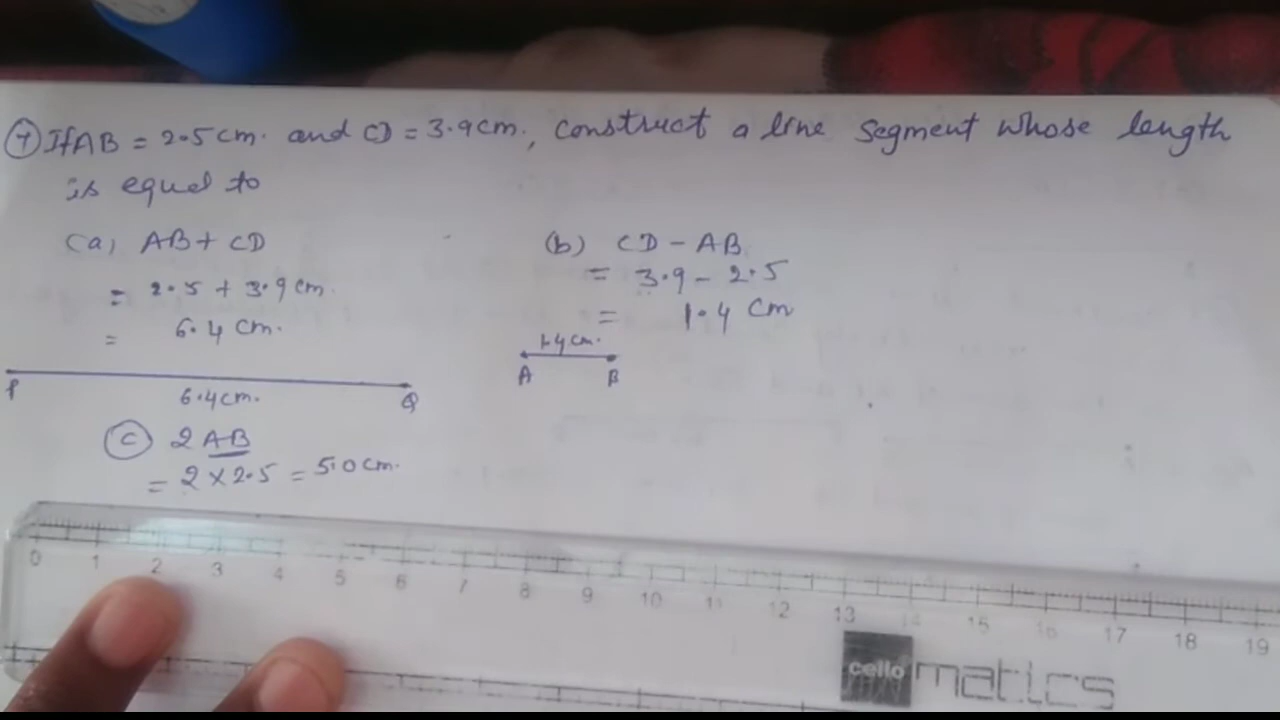 7 If AB = 2.5 cm. and CD = 3.9 cm., construct a line segment whose length
is equal to
(a) AB + CD
= 2.5 + 3.9 cm.
= 6.4 cm.
P Q
6.4 cm.
(b) CD - AB
= 3.9 - 2.5
= 1.4 cm
1.4 cm.
A B
(c) 2 AB
= 2 × 2.5 = 5.0 cm.
0 1 2 3 4 5 6 7 8 9 10 11 12 13 14 15 16 17 18 19
cello matics